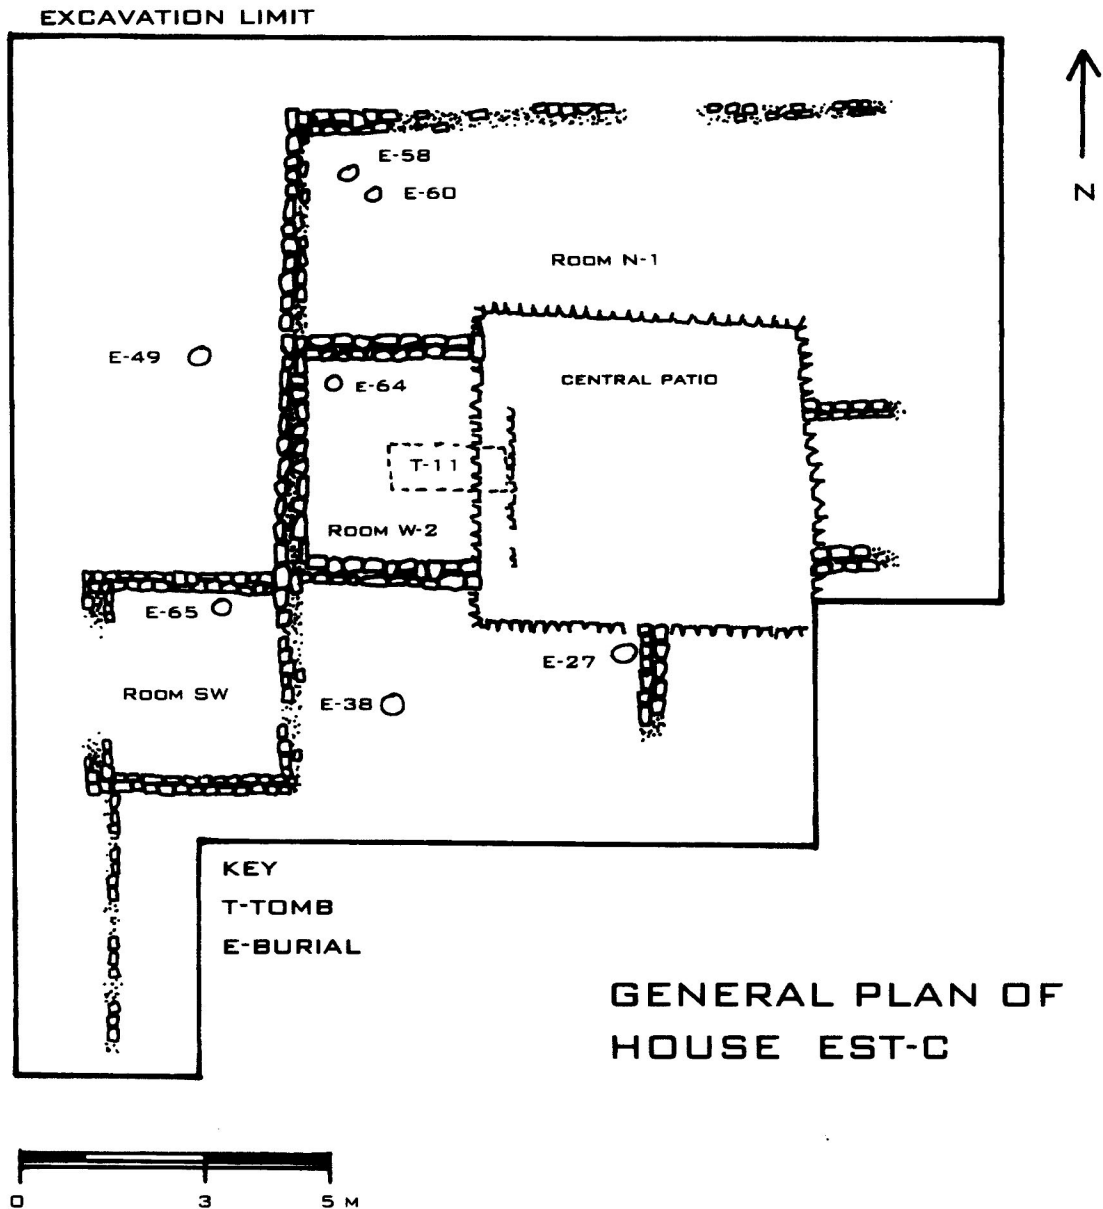 EXCAVATION LIMIT
E-58
E-60
N
ROOM N-1
E-49
E-64
CENTRAL PATIO
T-11
ROOM W-2
E-65
E-27
ROOM SW
E-38
KEY
T-TOMB
E-BURIAL
GENERAL PLAN OF
HOUSE EST-C
0 3 5 M